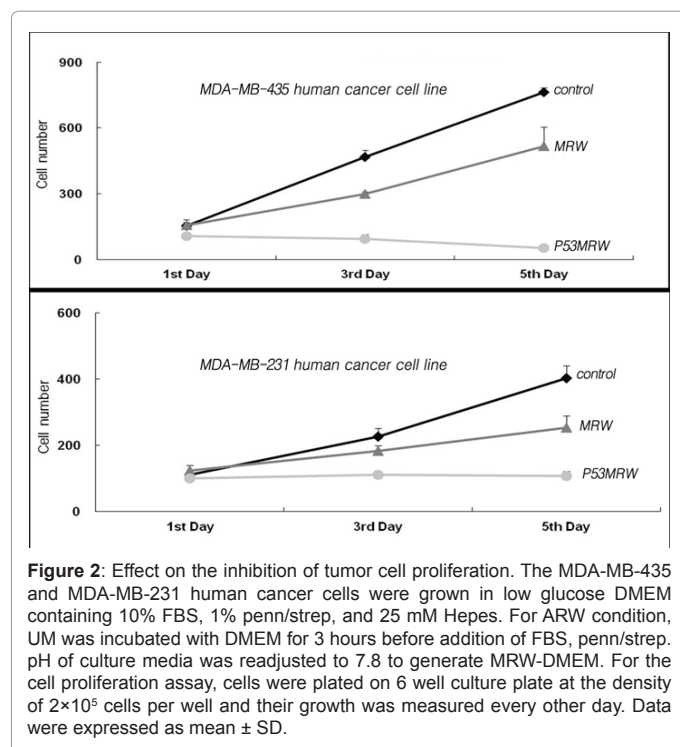 900
MDA-MB-435 human cancer cell line
control
600
Cell number
MRW
300
P53MRW
0
1st Day 3rd Day 5th Day
600
MDA-MB-231 human cancer cell line
control
400
Cell number
MRW
200
P53MRW
0
1st Day 3rd Day 5th Day
Figure 2: Effect on the inhibition of tumor cell proliferation. The MDA-MB-435
and MDA-MB-231 human cancer cells were grown in low glucose DMEM
containing 10% FBS, 1% penn/strep, and 25 mM Hepes. For ARW condition,
UM was incubated with DMEM for 3 hours before addition of FBS, penn/strep.
pH of culture media was readjusted to 7.8 to generate MRW-DMEM. For the
cell proliferation assay, cells were plated on 6 well culture plate at the density
of 2×10⁵ cells per well and their growth was measured every other day. Data
were expressed as mean ± SD.